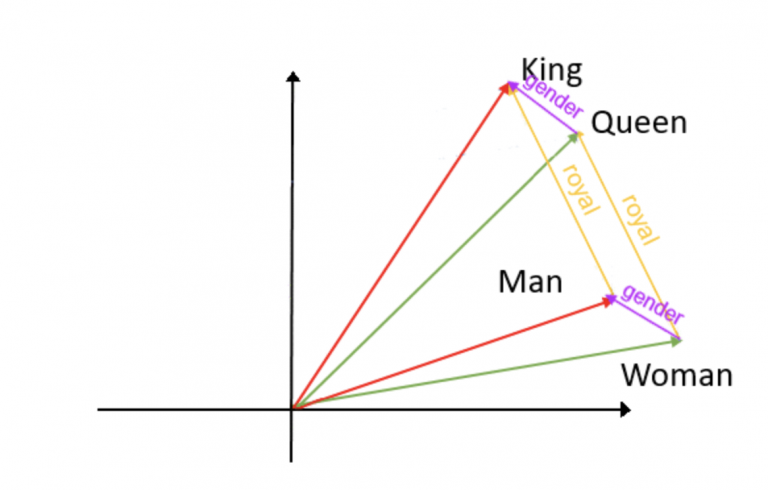 King
gender
Queen
royal
royal
Man
gender
Woman